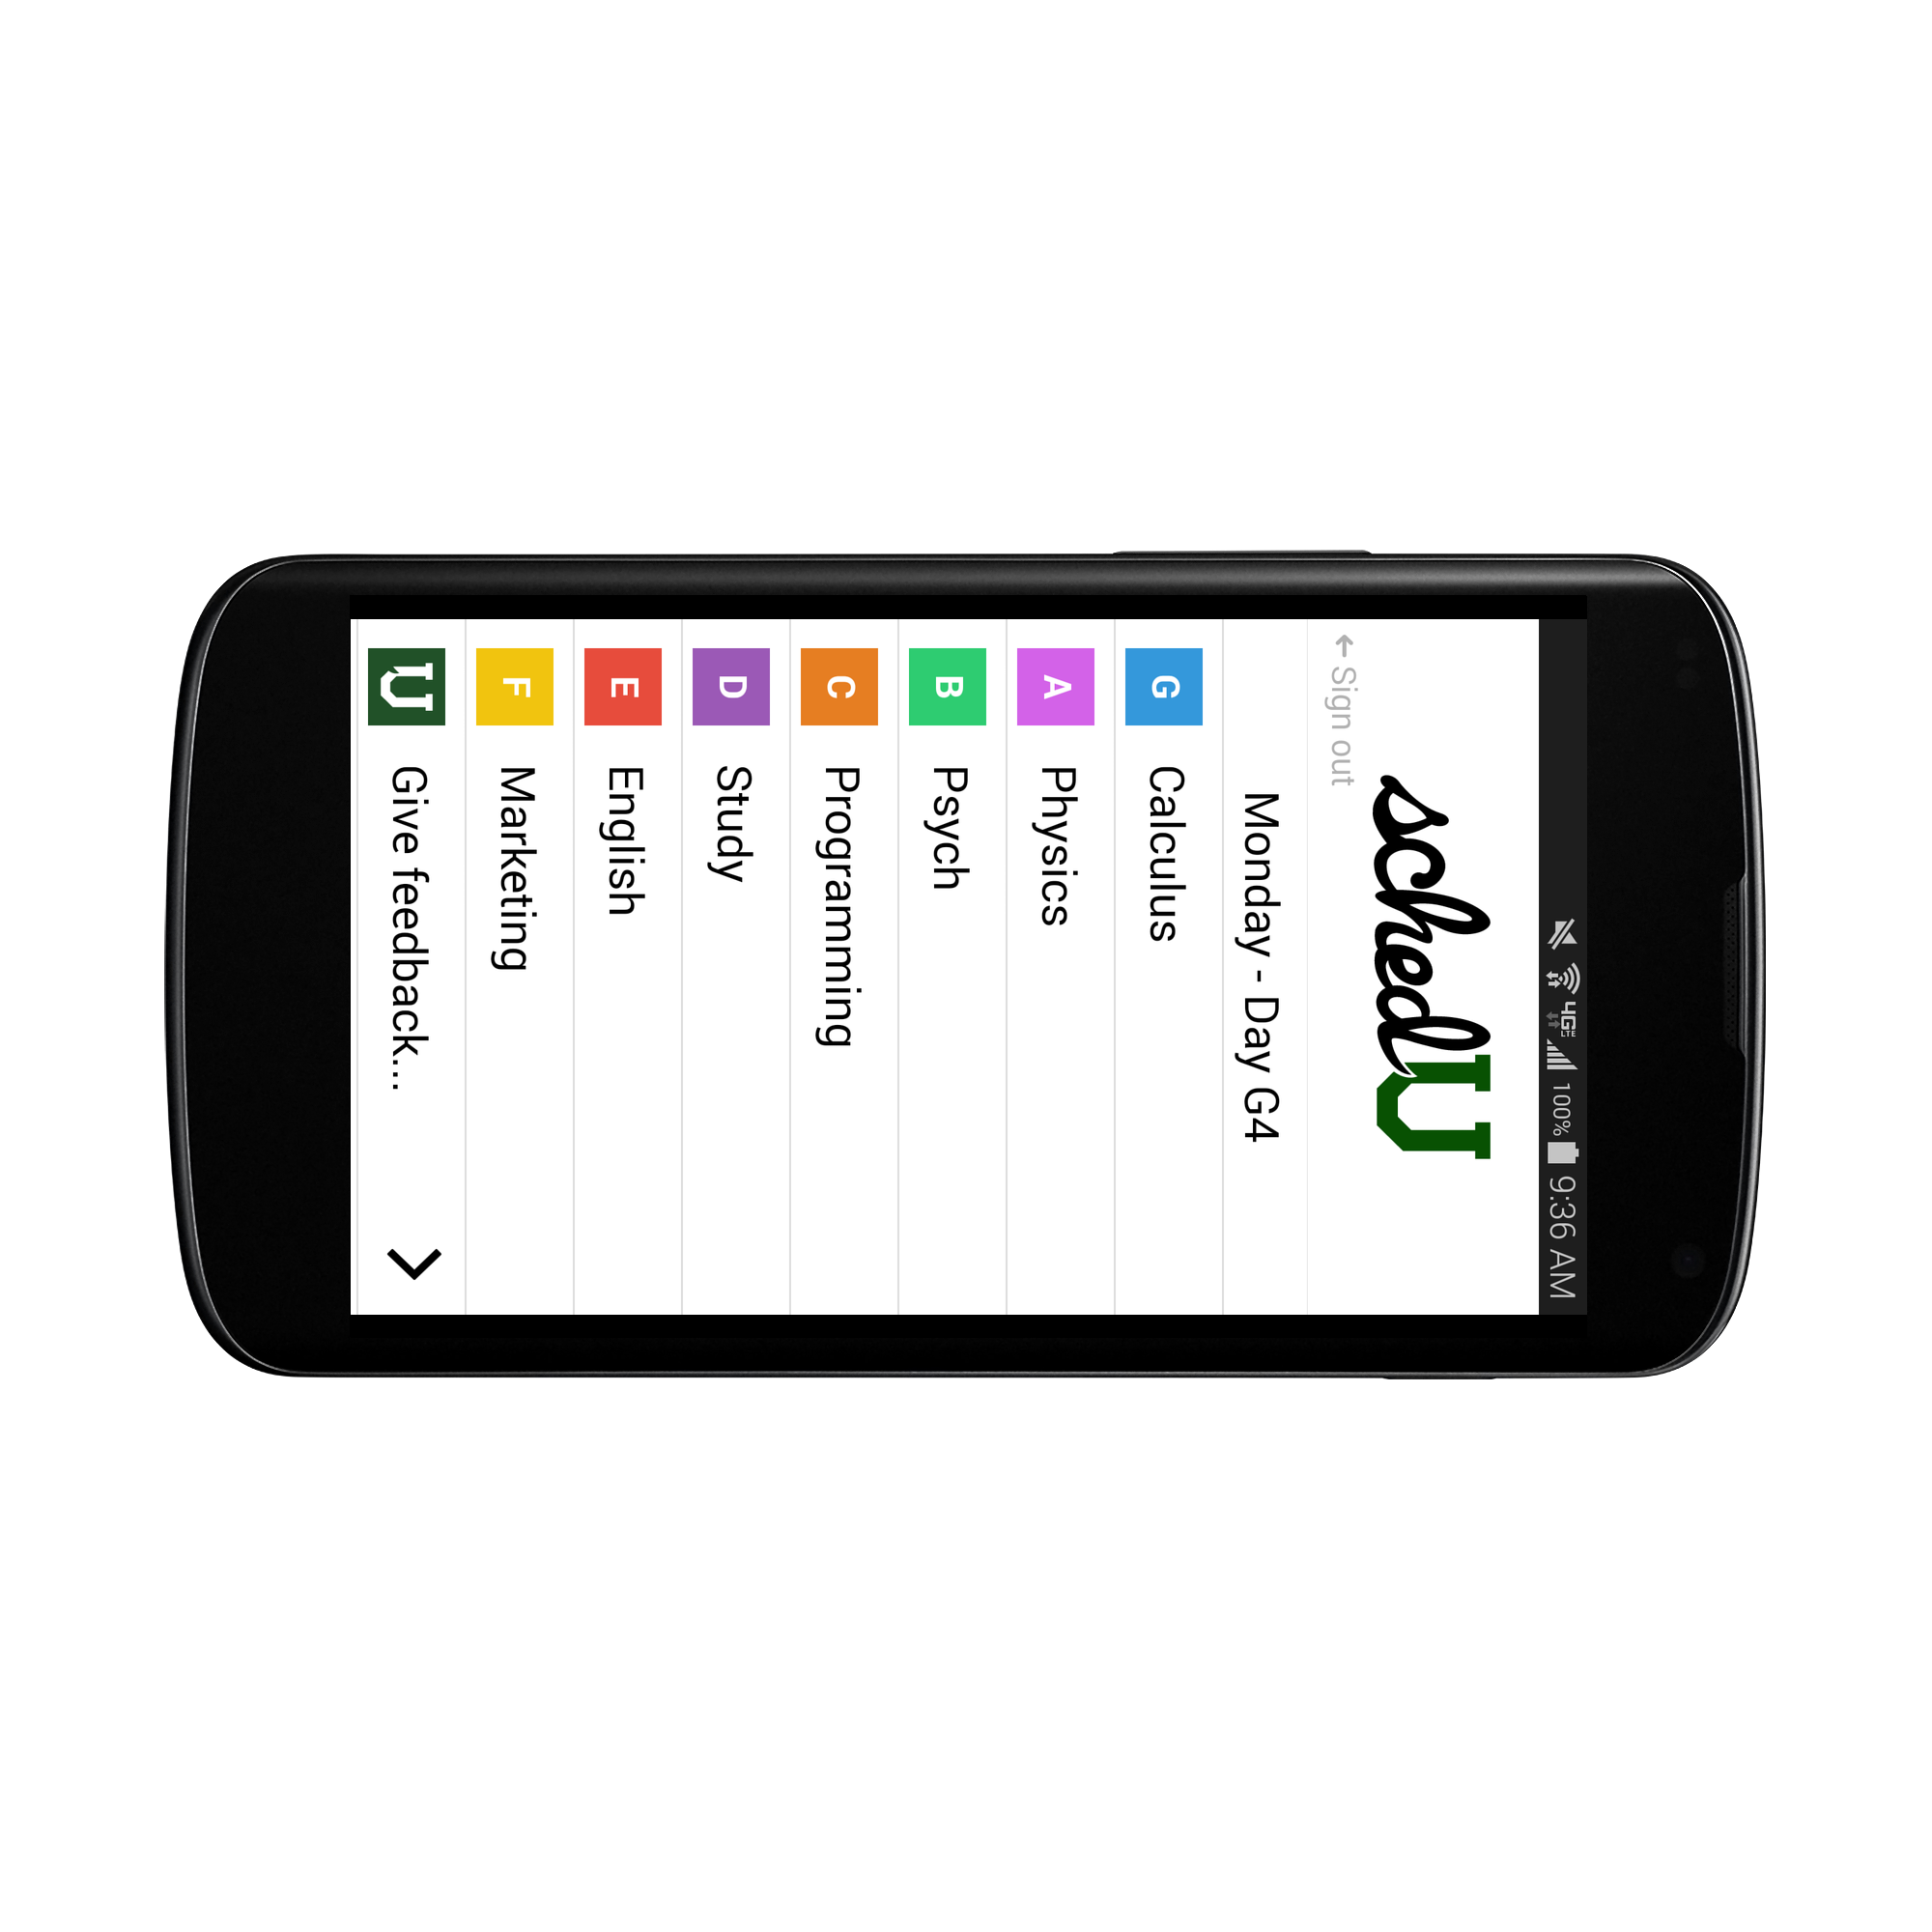 4G LTE 100% 9:36 AM
schedU
Sign out
Monday - Day G4
G Calculus
A Physics
B Psych
C Programming
D Study
E English
F Marketing
U Give feedback...